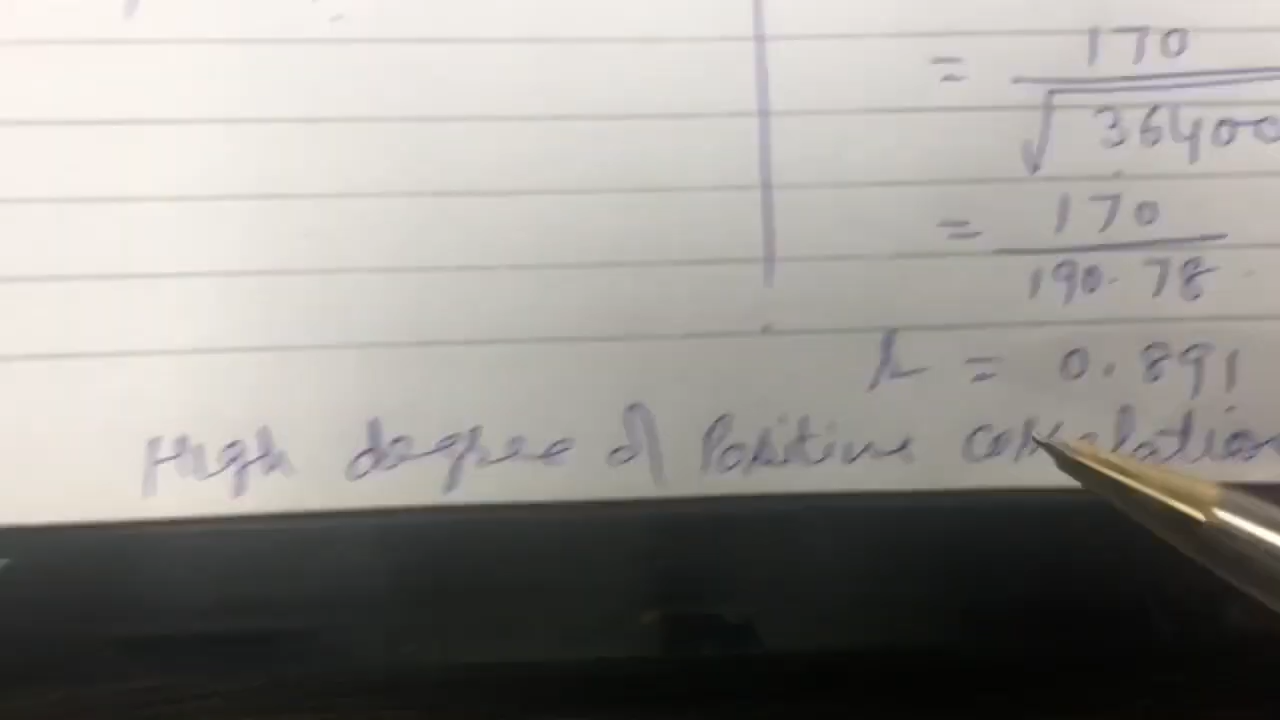 = 170
√36400
= 170
190.78
r = 0.891
High degree of Positive correlation